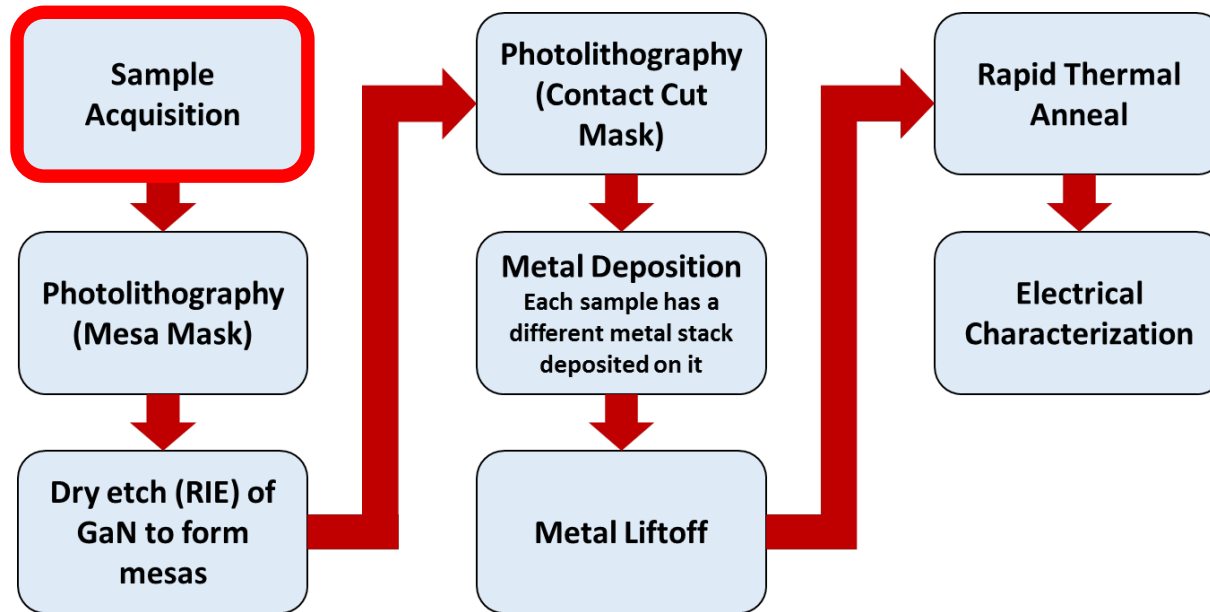 Sample
Acquisition
Photolithography
(Mesa Mask)
Dry etch (RIE) of
GaN to form
mesas
Photolithography
(Contact Cut
Mask)
Metal Deposition
Each sample has a
different metal stack
deposited on it
Metal Liftoff
Rapid Thermal
Anneal
Electrical
Characterization